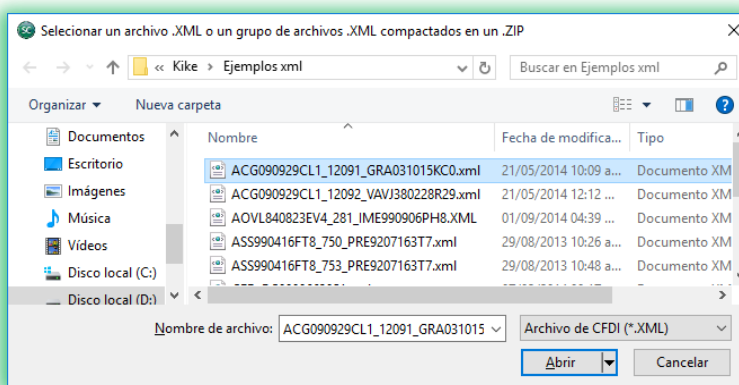 SC Selecionar un archivo .XML o un grupo de archivos .XML compactados en un .ZIP
« Kike › Ejemplos xml
Buscar en Ejemplos xml
Organizar Nueva carpeta
Nombre Fecha de modifica... Tipo
Documentos
Escritorio
Imágenes
Música
Vídeos
Disco local (C:)
Disco local (D:)
ACG090929CL1_12091_GRA031015KC0.xml 21/05/2014 10:09 a... Documento XM
ACG090929CL1_12092_VAVJ380228R29.xml 21/05/2014 12:12 ... Documento XM
AOVL840823EV4_281_IME990906PH8.XML 01/09/2014 04:39 ... Documento XM
ASS990416FT8_750_PRE9207163T7.xml 29/08/2013 10:26 a... Documento XM
ASS990416FT8_753_PRE9207163T7.xml 29/08/2013 10:48 a... Documento XM
Nombre de archivo: ACG090929CL1_12091_GRA031015 Archivo de CFDI (*.XML)
Abrir Cancelar